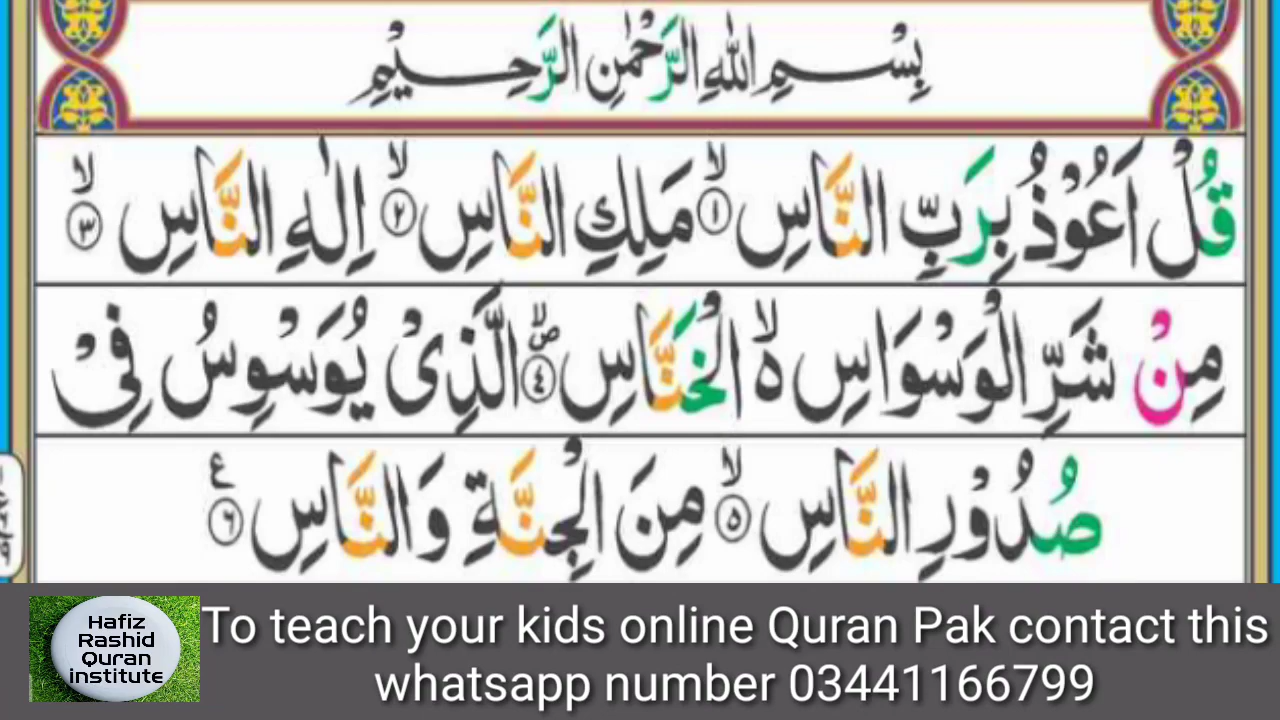 بِسْمِ اللهِ الرَّحْمٰنِ الرَّحِيْمِ
قُلْ اَعُوْذُ بِرَبِّ النَّاسِ ۙ﴿۱﴾ مَلِكِ النَّاسِ ۙ﴿۲﴾ اِلٰهِ النَّاسِ ۙ﴿۳﴾
مِنْ شَرِّ الْوَسْوَاسِ ۙ۬ الْخَنَّاسِ ۪ۙ﴿۴﴾ الَّذِیْ يُوَسْوِسُ فِیْ
صُدُوْرِ النَّاسِ ۙ﴿۵﴾ مِنَ الْجِنَّةِ وَالنَّاسِ ﴿۶﴾ ع
Hafiz
Rashid
Quran
institute
To teach your kids online Quran Pak contact this
whatsapp number 03441166799